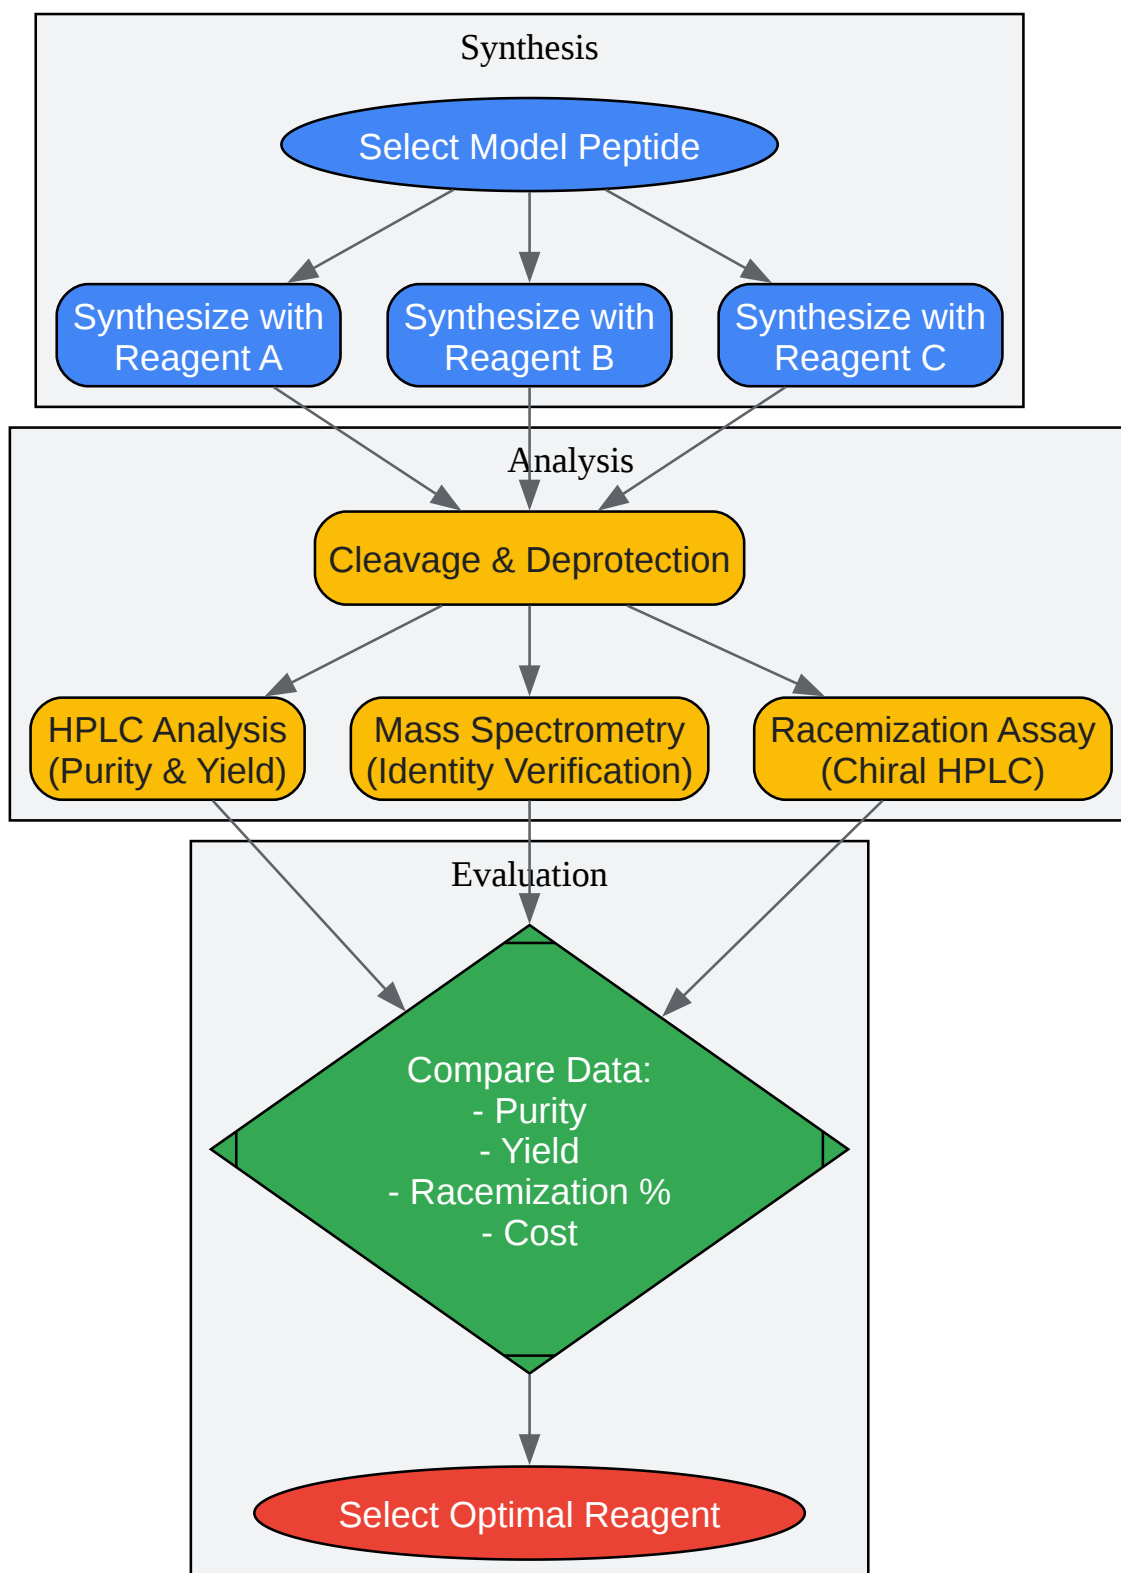 Synthesis
Select Model Peptide
Synthesize with
Reagent A
Synthesize with
Reagent B
Synthesize with
Reagent C
Analysis
Cleavage & Deprotection
HPLC Analysis
(Purity & Yield)
Mass Spectrometry
(Identity Verification)
Racemization Assay
(Chiral HPLC)
Evaluation
Compare Data:
- Purity
- Yield
- Racemization %
- Cost
Select Optimal Reagent